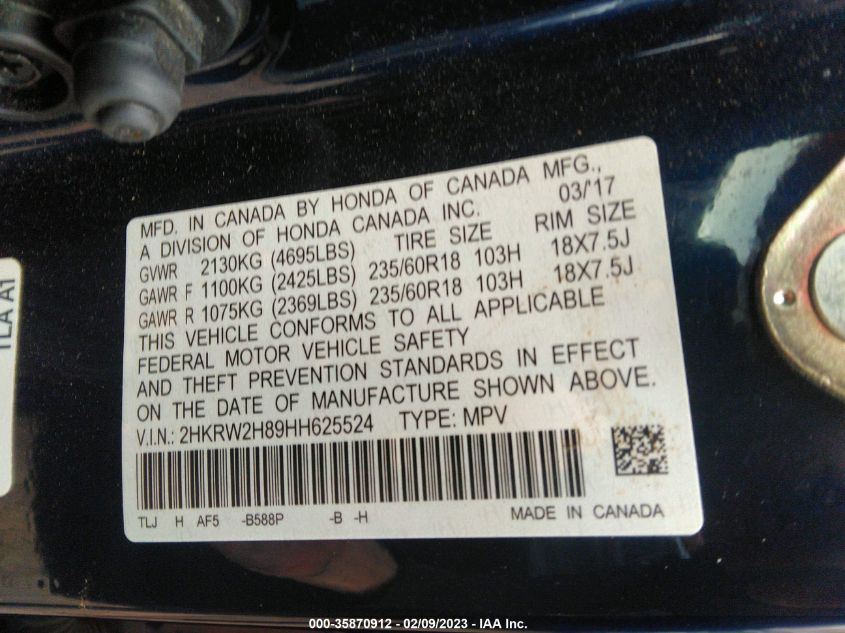 MFD. IN CANADA BY HONDA OF CANADA MFG.,
A DIVISION OF HONDA CANADA INC. 03/'17
GVWR 2130KG (4695LBS) TIRE SIZE RIM SIZE
GAWR F 1100KG (2425LBS) 235/60R18 103H 18X7.5J
GAWR R 1075KG (2369LBS) 235/60R18 103H 18X7.5J
THIS VEHICLE CONFORMS TO ALL APPLICABLE
FEDERAL MOTOR VEHICLE SAFETY
AND THEFT PREVENTION STANDARDS IN EFFECT
ON THE DATE OF MANUFACTURE SHOWN ABOVE.
V.I.N.: 2HKRW2H89HH625524 TYPE: MPV
TLJ H AF5 -B588P -B -H MADE IN CANADA
TLA A1
000-35870912 - 02/09/2023 - IAA Inc.